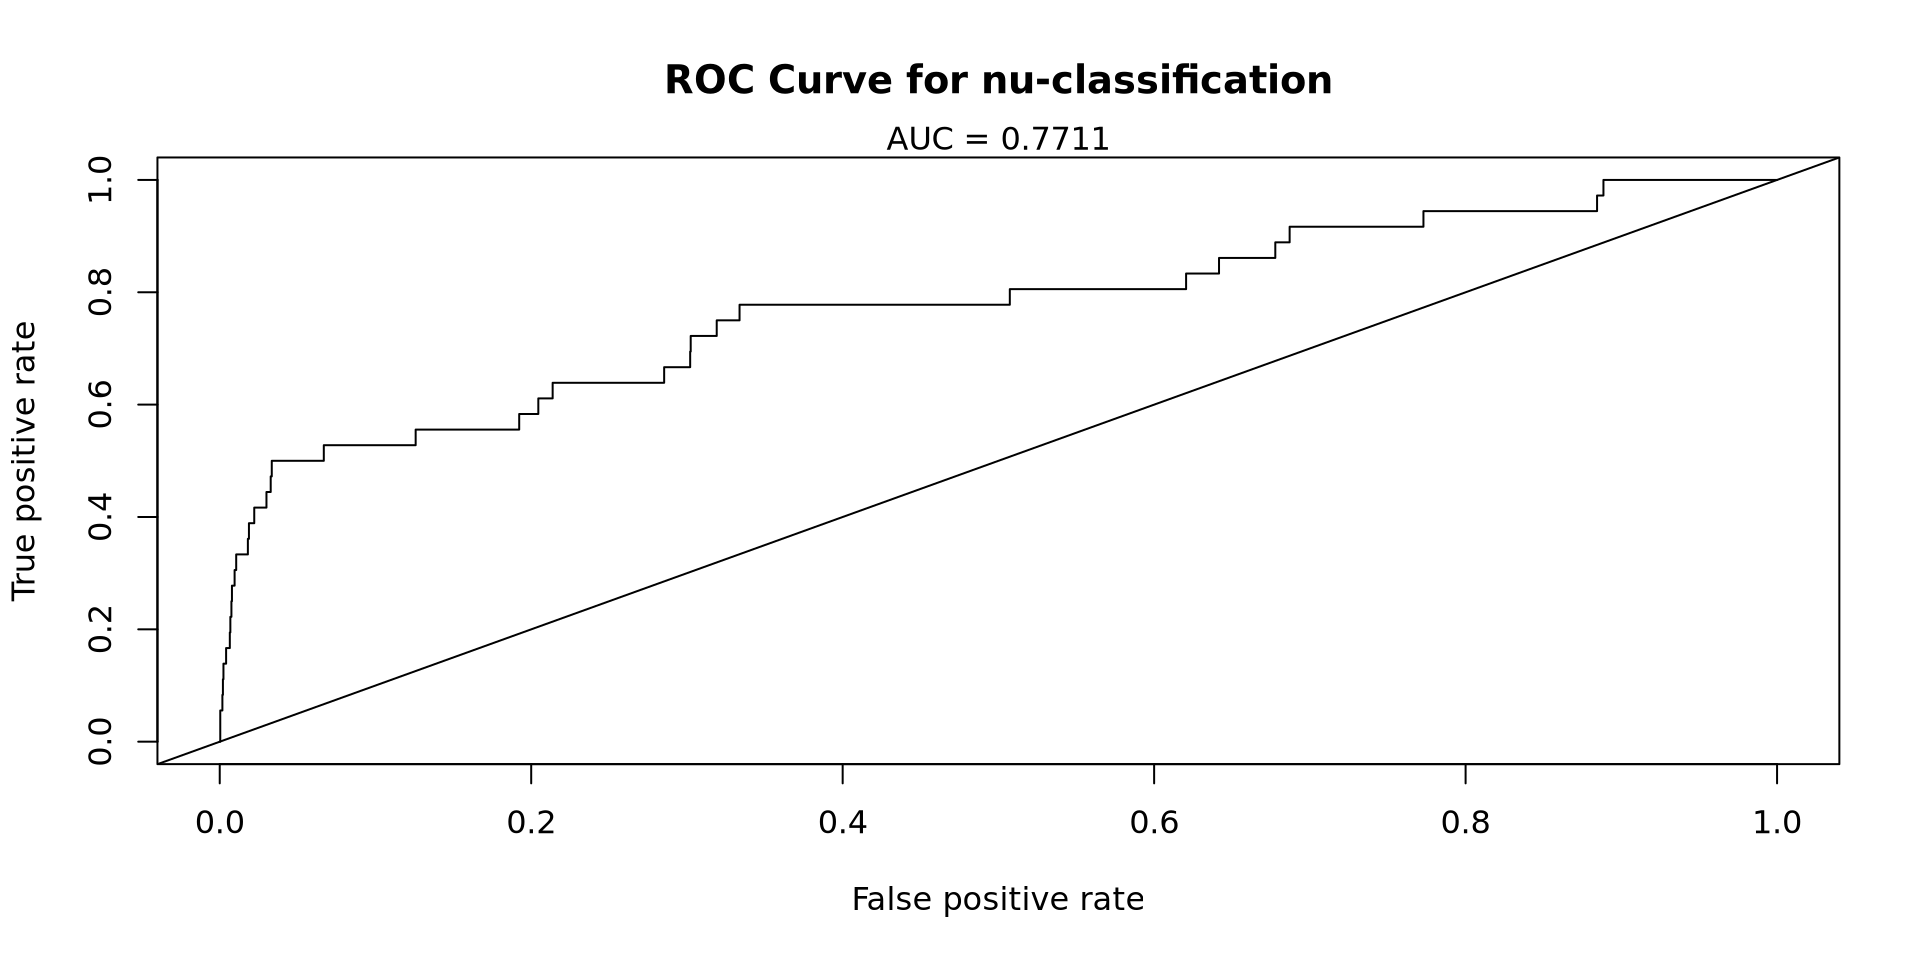 ROC Curve for nu-classification
AUC = 0.7711
True positive rate
1.0
0.8
0.6
0.4
0.2
0.0
0.0 0.2 0.4 0.6 0.8 1.0
False positive rate